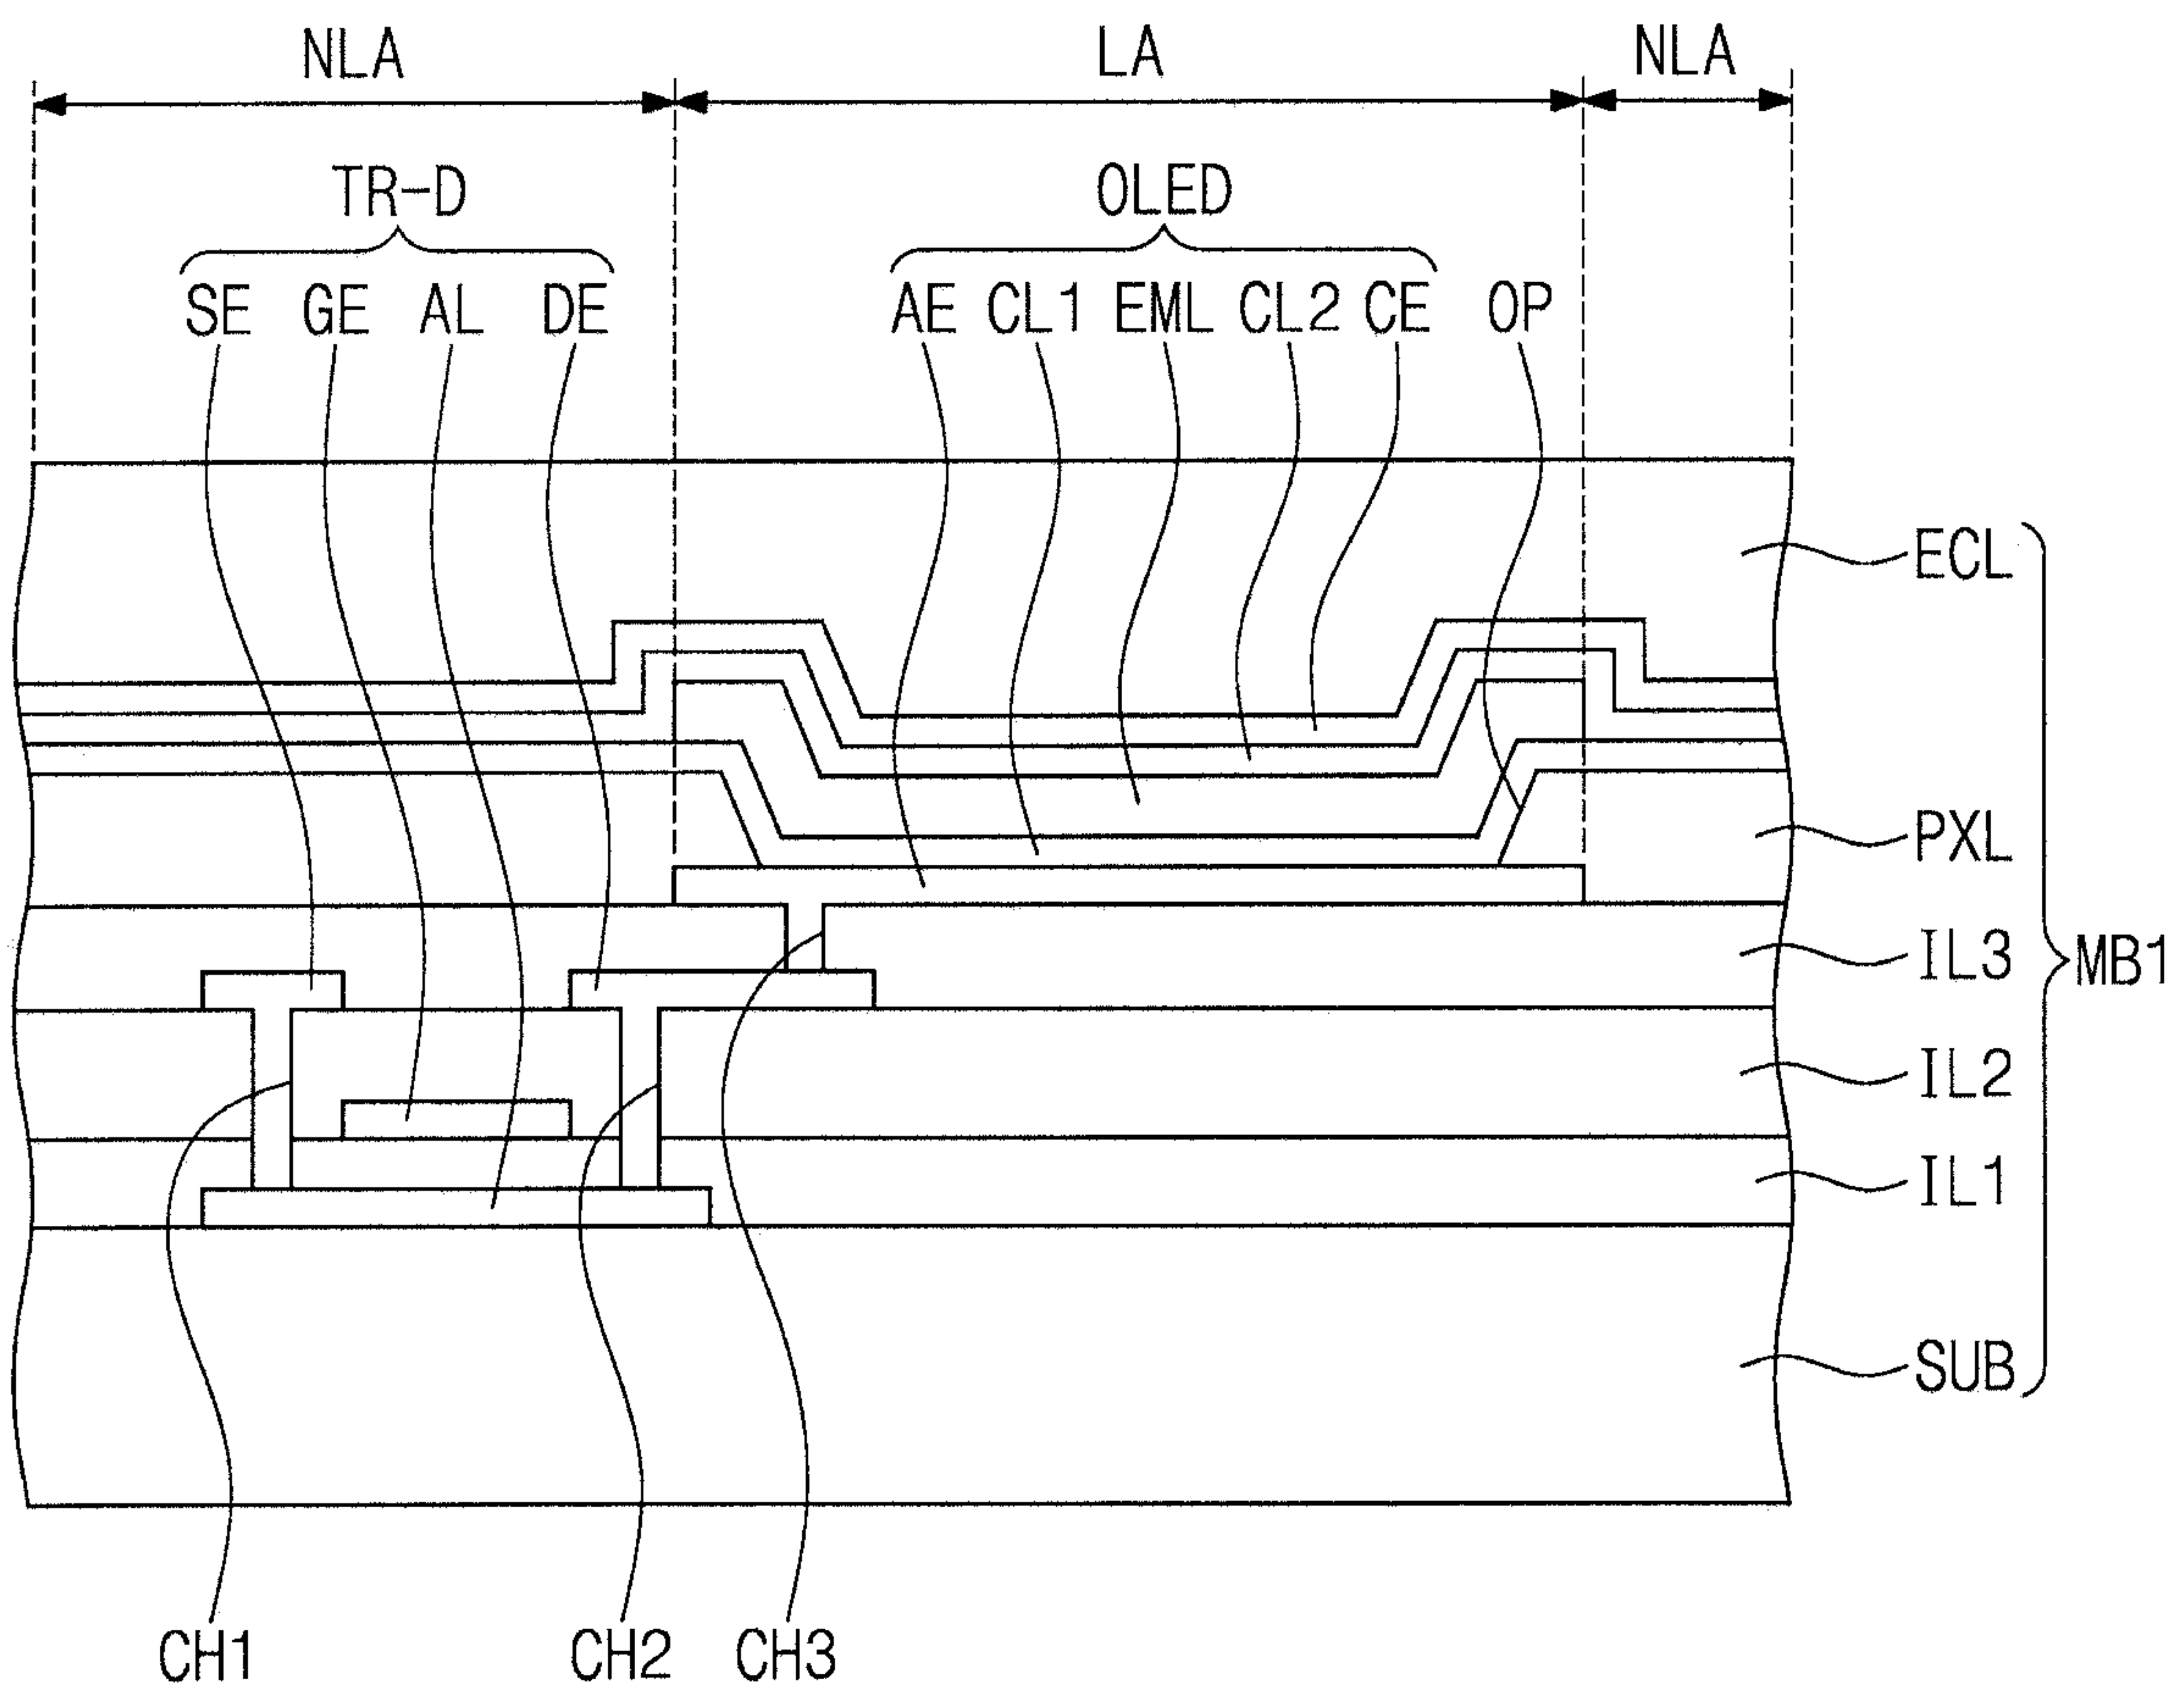 NLA LA NLA
TR-D OLED
SE GE AL DE AE CL1 EML CL2 CE OP
ECL
PXL
IL3
MB1
IL2
IL1
SUB
CH1 CH2 CH3